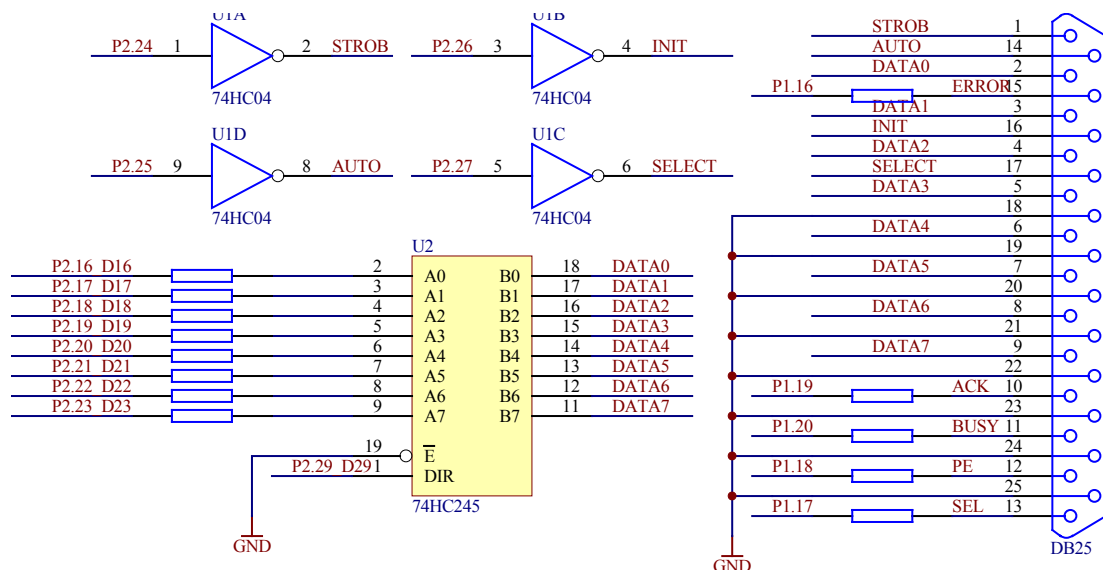 U1A
P2.24 1 2 STROB
74HC04
U1B
P2.26 3 4 INIT
74HC04
U1D
P2.25 9 8 AUTO
74HC04
U1C
P2.27 5 6 SELECT
74HC04
U2
P2.16 D16 2 A0 B0 18 DATA0
P2.17 D17 3 A1 B1 17 DATA1
P2.18 D18 4 A2 B2 16 DATA2
P2.19 D19 5 A3 B3 15 DATA3
P2.20 D20 6 A4 B4 14 DATA4
P2.21 D21 7 A5 B5 13 DATA5
P2.22 D22 8 A6 B6 12 DATA6
P2.23 D23 9 A7 B7 11 DATA7
19 E
P2.29 D29 1 DIR
74HC245
GND
STROB 1
AUTO 14
DATA0 2
P1.16 ERROR 15
DATA1 3
INIT 16
DATA2 4
SELECT 17
DATA3 5
18
DATA4 6
19
DATA5 7
20
DATA6 8
21
DATA7 9
22
P1.19 ACK 10
23
P1.20 BUSY 11
24
P1.18 PE 12
25
P1.17 SEL 13
DB25
GND